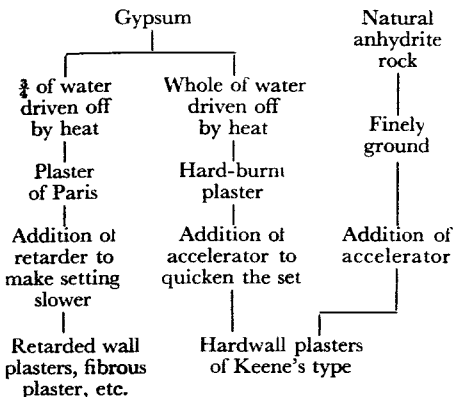 Gypsum
¾ of water
driven off
by heat
Plaster
of Paris
Addition of
retarder to
make setting
slower
Retarded wall
plasters, fibrous
plaster, etc.
Whole of water
driven off
by heat
Hard-burnt
plaster
Addition of
accelerator to
quicken the set
Natural
anhydrite
rock
Finely
ground
Addition of
accelerator
Hardwall plasters
of Keene's type